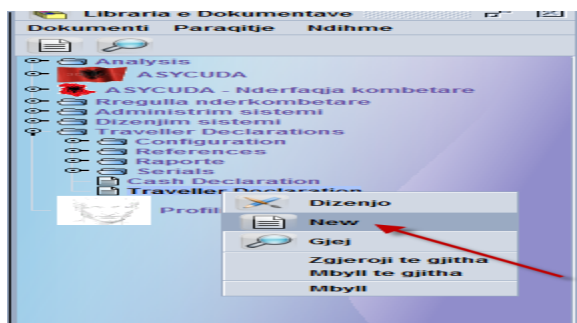 Libraria e Dokumentave
Dokumenti Paraqitje Ndihme
Analysis
ASYCUDA
ASYCUDA - Nderfaqja kombetare
Rregulla nderkombetare
Administrim sistemi
Dizenjim sistemi
Traveller Declarations
Configuration
References
Raporte
Serials
Cash Declaration
Traveller Declaration
Profil
Dizenjo
New
Gjej
Zgjeroji te gjitha
Mbyll te gjitha
Mbyll